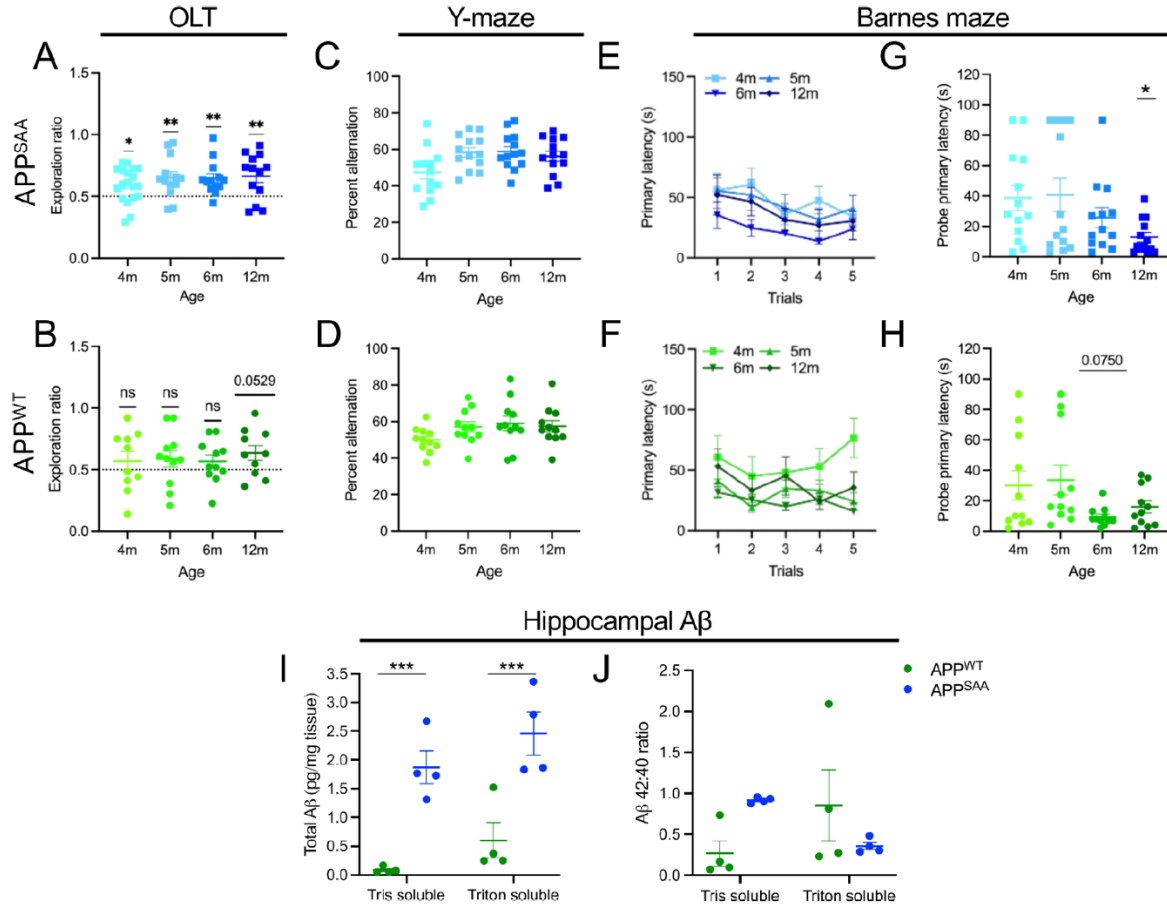 OLT
Y-maze
Barnes maze
A
C
E
G
APP^SAA
Exploration ratio
1.5
1.0
0.5
0.0
*
**
**
**
4m
5m
6m
12m
Age
Percent alternation
100
80
60
40
20
0
4m
5m
6m
12m
Age
Primary latency (s)
150
100
50
0
4m
5m
6m
12m
1
2
3
4
5
Trials
Probe primary latency (s)
120
100
80
60
40
20
0
*
4m
5m
6m
12m
Age
B
D
F
H
APP^WT
Exploration ratio
1.5
1.0
0.5
0.0
ns
ns
ns
0.0529
4m
5m
6m
12m
Age
Percent alternation
100
80
60
40
20
0
4m
5m
6m
12m
Age
Primary latency (s)
150
100
50
0
4m
5m
6m
12m
1
2
3
4
5
Trials
Probe primary latency (s)
120
100
80
60
40
20
0
0.0750
4m
5m
6m
12m
Age
Hippocampal Aβ
I
Total Aβ (pg/mg tissue)
3.5
3.0
2.5
2.0
1.5
1.0
0.5
0.0
***
***
Tris soluble
Triton soluble
J
Aβ 42:40 ratio
2.5
2.0
1.5
1.0
0.5
0.0
Tris soluble
Triton soluble
APP^WT
APP^SAA